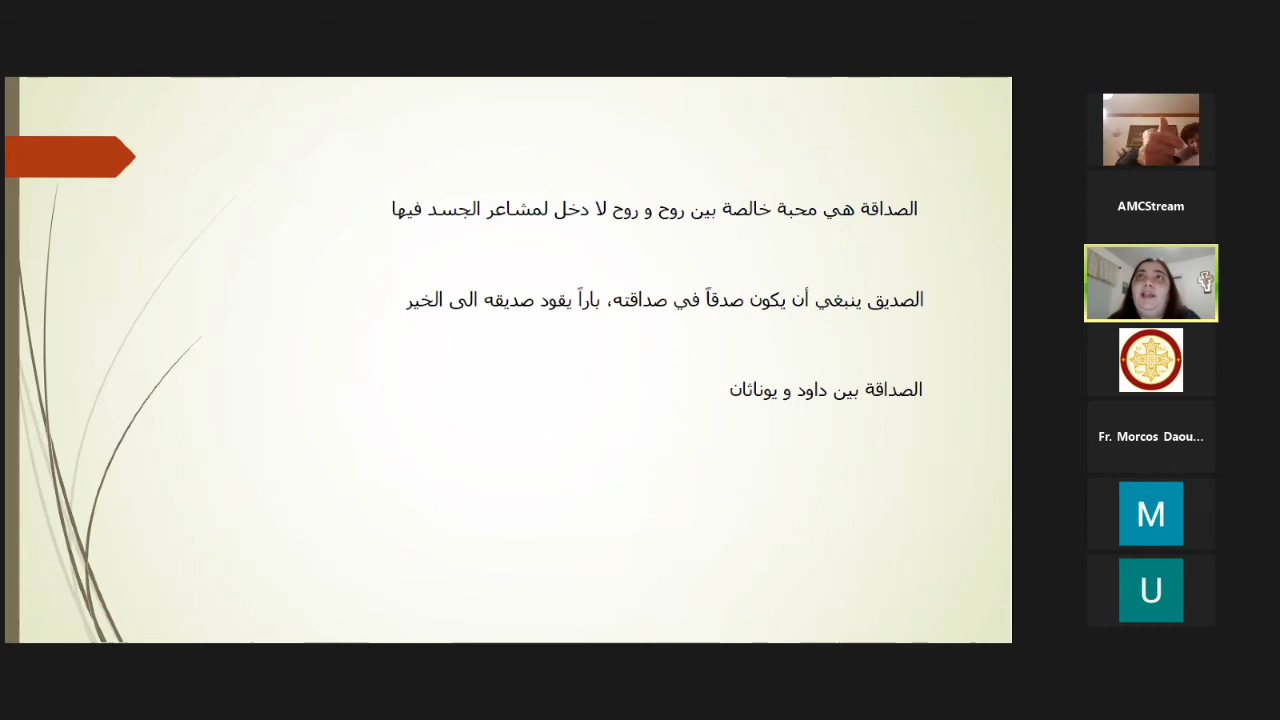 الصداقة هي محبة خالصة بين روح و روح لا دخل لمشاعر الجسد فيها
الصديق ينبغي أن يكون صدقاً في صداقته، باراً يقود صديقه الى الخير
الصداقة بين داود و يوناثان
AMCStream
Fr. Morcos Daou...
M
U